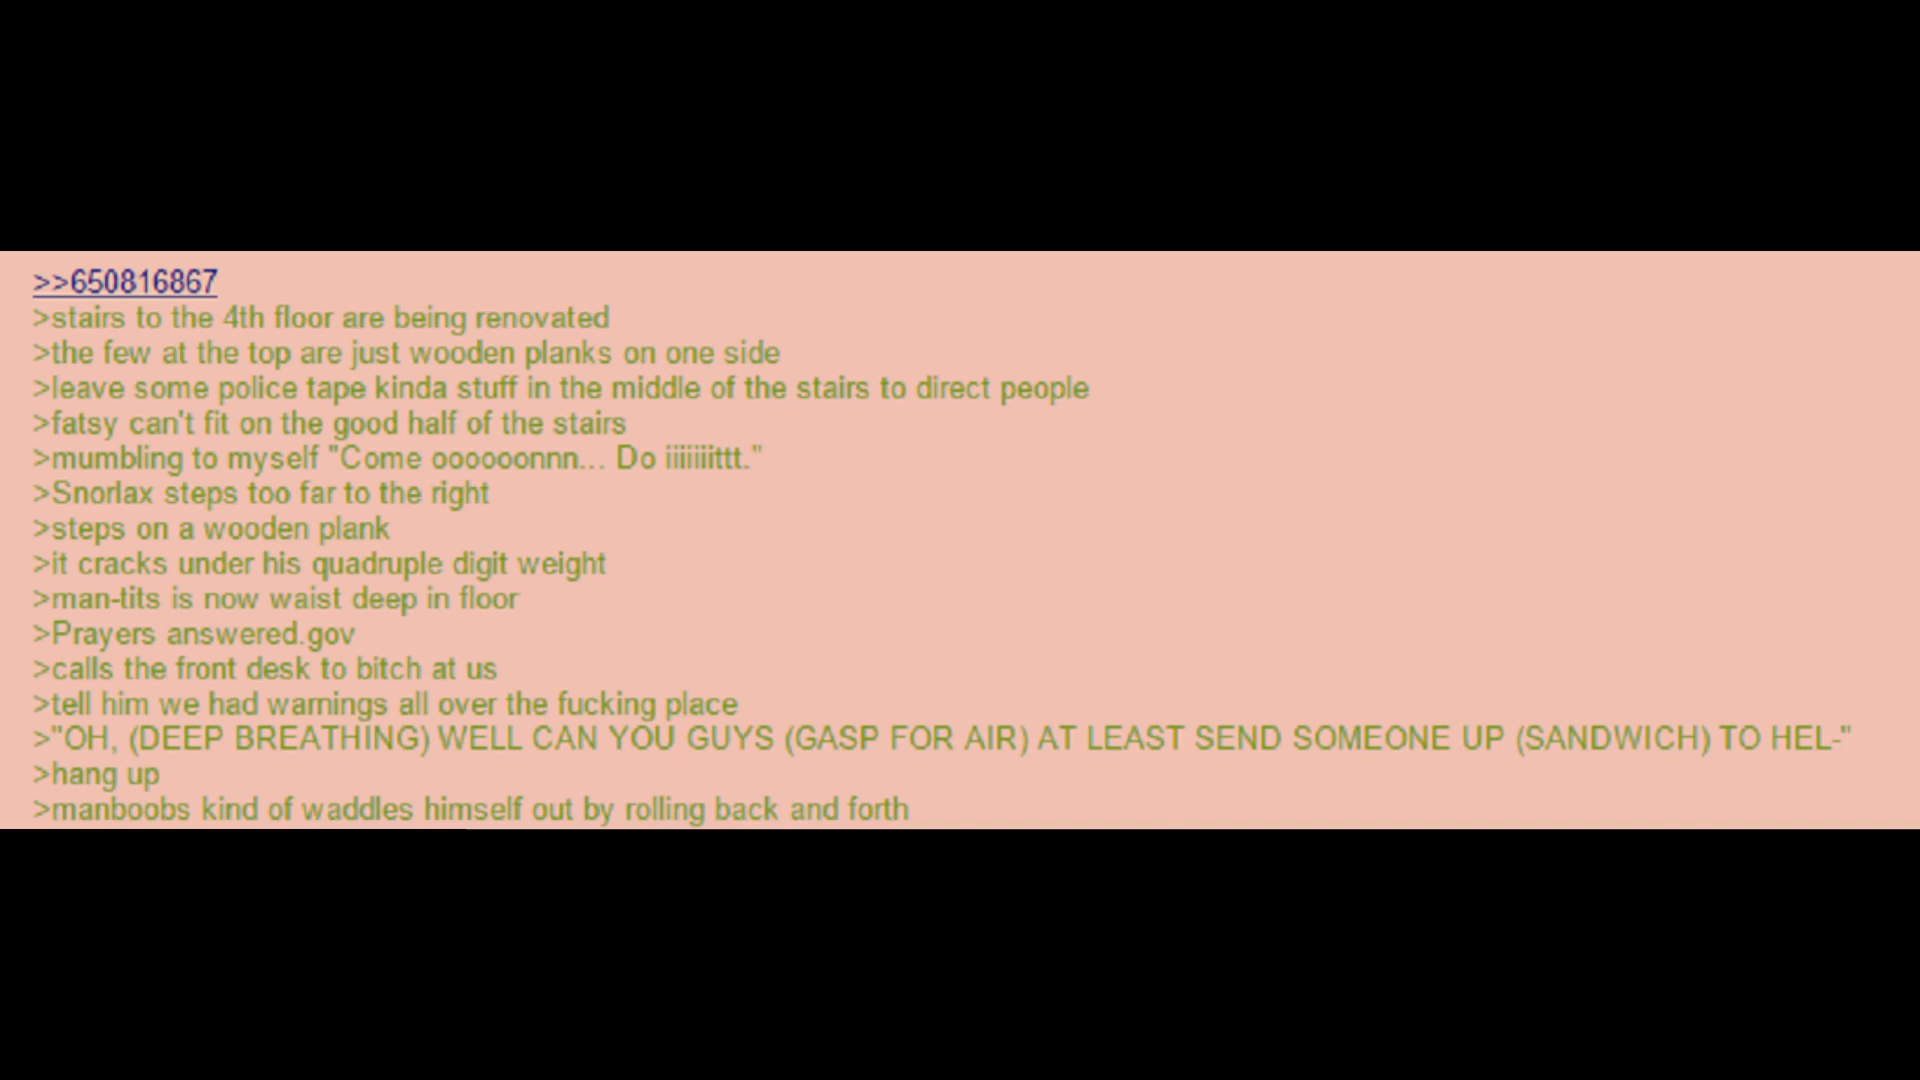 >>650816867
>stairs to the 4th floor are being renovated
>the few at the top are just wooden planks on one side
>leave some police tape kinda stuff in the middle of the stairs to direct people
>fatsy can't fit on the good half of the stairs
>mumbling to myself "Come oooooonnn... Do iiiiiiiittt."
>Snorlax steps too far to the right
>steps on a wooden plank
>it cracks under his quadruple digit weight
>man-tits is now waist deep in floor
>Prayers answered.gov
>calls the front desk to bitch at us
>tell him we had warnings all over the fucking place
>"OH, (DEEP BREATHING) WELL CAN YOU GUYS (GASP FOR AIR) AT LEAST SEND SOMEONE UP (SANDWICH) TO HEL-"
>hang up
>manboobs kind of waddles himself out by rolling back and forth